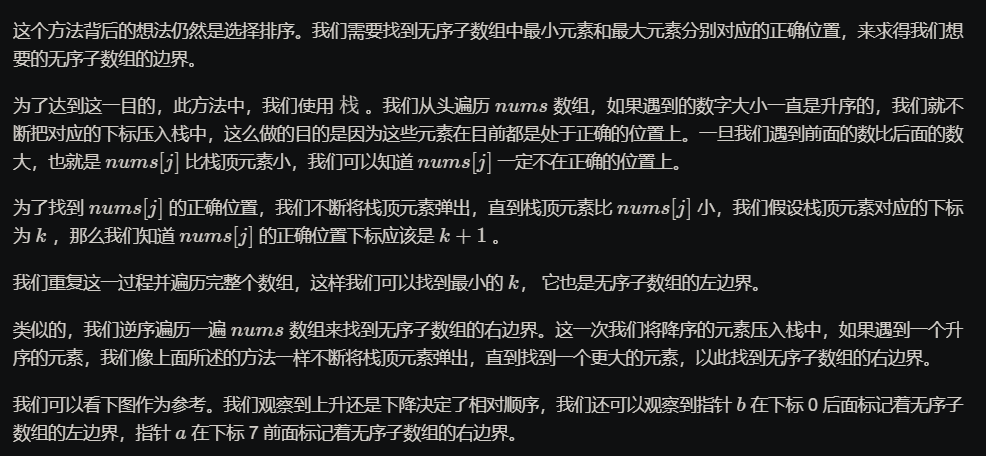 这个方法背后的想法仍然是选择排序。我们需要找到无序子数组中最小元素和最大元素分别对应的正确位置，来求得我们想
要的无序子数组的边界。
为了达到这一目的，此方法中，我们使用 栈 。我们从头遍历 nums 数组，如果遇到的数字大小一直是升序的，我们就不
断把对应的下标压入栈中，这么做的目的是因为这些元素在目前都是处于正确的位置上。一旦我们遇到前面的数比后面的数
大，也就是 nums[j] 比栈顶元素小，我们可以知道 nums[j] 一定不在正确的位置上。
为了找到 nums[j] 的正确位置，我们不断将栈顶元素弹出，直到栈顶元素比 nums[j] 小，我们假设栈顶元素对应的下标
为 k ，那么我们知道 nums[j] 的正确位置下标应该是 k + 1 。
我们重复这一过程并遍历完整个数组，这样我们可以找到最小的 k， 它也是无序子数组的左边界。
类似的，我们逆序遍历一遍 nums 数组来找到无序子数组的右边界。这一次我们将降序的元素压入栈中，如果遇到一个升
序的元素，我们像上面所述的方法一样不断将栈顶元素弹出，直到找到一个更大的元素，以此找到无序子数组的右边界。
我们可以看下图作为参考。我们观察到上升还是下降决定了相对顺序，我们还可以观察到指针 b 在下标 0 后面标记着无序子
数组的左边界，指针 a 在下标 7 前面标记着无序子数组的右边界。